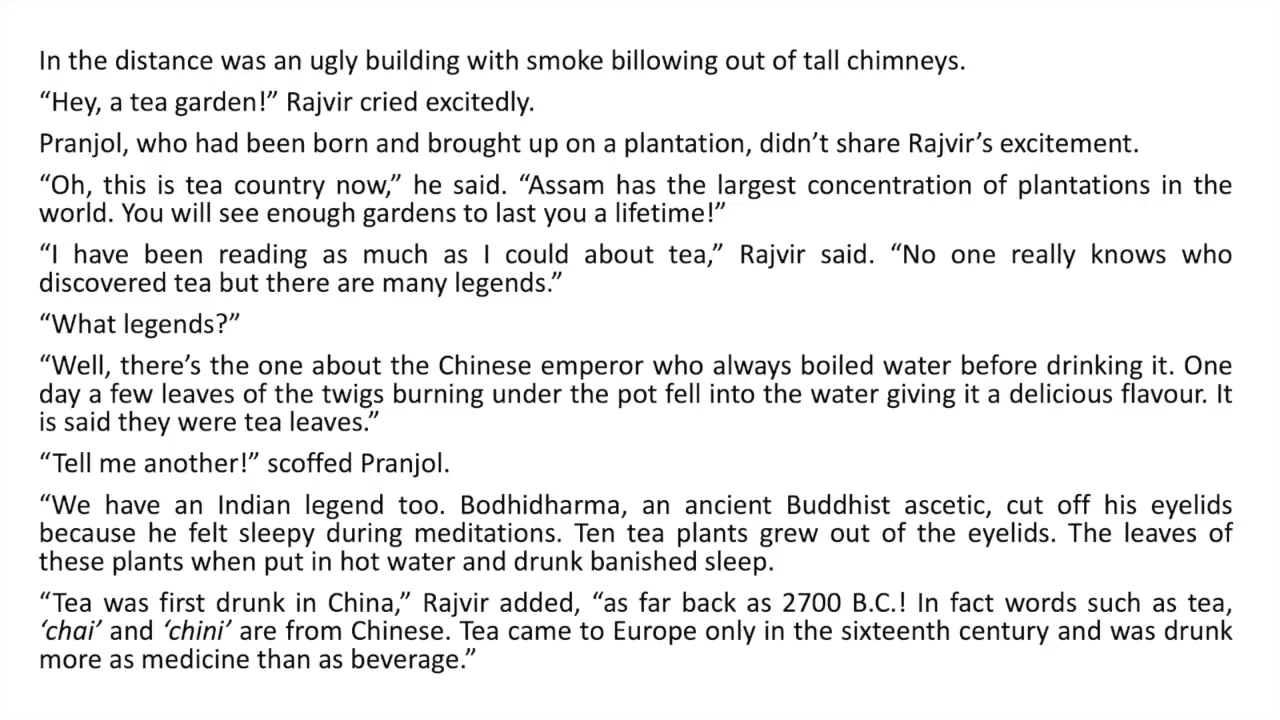 In the distance was an ugly building with smoke billowing out of tall chimneys.
“Hey, a tea garden!” Rajvir cried excitedly.
Pranjol, who had been born and brought up on a plantation, didn’t share Rajvir’s excitement.
“Oh, this is tea country now,” he said. “Assam has the largest concentration of plantations in the
world. You will see enough gardens to last you a lifetime!”
“I have been reading as much as I could about tea,” Rajvir said. “No one really knows who
discovered tea but there are many legends.”
“What legends?”
“Well, there’s the one about the Chinese emperor who always boiled water before drinking it. One
day a few leaves of the twigs burning under the pot fell into the water giving it a delicious flavour. It
is said they were tea leaves.”
“Tell me another!” scoffed Pranjol.
“We have an Indian legend too. Bodhidharma, an ancient Buddhist ascetic, cut off his eyelids
because he felt sleepy during meditations. Ten tea plants grew out of the eyelids. The leaves of
these plants when put in hot water and drunk banished sleep.
“Tea was first drunk in China,” Rajvir added, “as far back as 2700 B.C.! In fact words such as tea,
‘chai’ and ‘chini’ are from Chinese. Tea came to Europe only in the sixteenth century and was drunk
more as medicine than as beverage.”